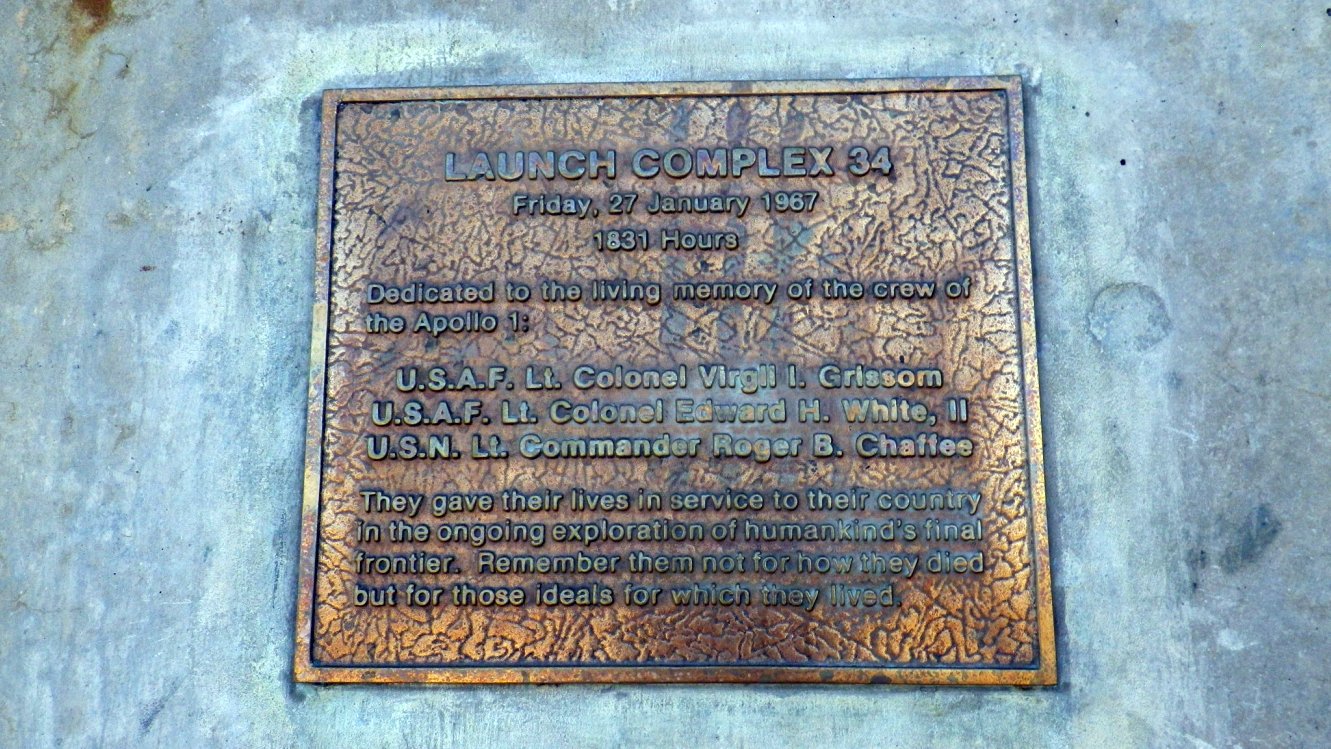 LAUNCH COMPLEX 34
Friday, 27 January 1967
1831 Hours
Dedicated to the living memory of the crew of
the Apollo 1:
U.S.A.F. Lt. Colonel Virgil I. Grissom
U.S.A.F. Lt. Colonel Edward H. White, II
U.S.N. Lt. Commander Roger B. Chaffee
They gave their lives in service to their country
in the ongoing exploration of humankind's final
frontier. Remember them not for how they died
but for those ideals for which they lived.